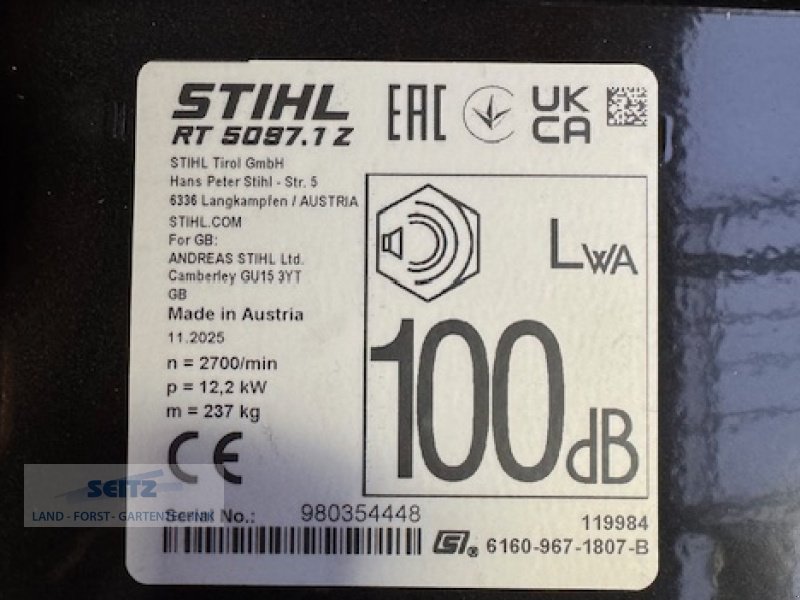 STIHL
RT 5097.1 Z
EAC
UK
CA
STIHL Tirol GmbH
Hans Peter Stihl - Str. 5
6336 Langkampfen / AUSTRIA
STIHL.COM
For GB:
ANDREAS STIHL Ltd.
Camberley GU15 3YT
GB
Made in Austria
11.2025
n = 2700/min
p = 12,2 kW
m = 237 kg
CE
LWA
100dB
SEITZ
LAND - FORST - GARTENTECHNIK
Serial No.: 980354448
119984
® 6160-967-1807-B